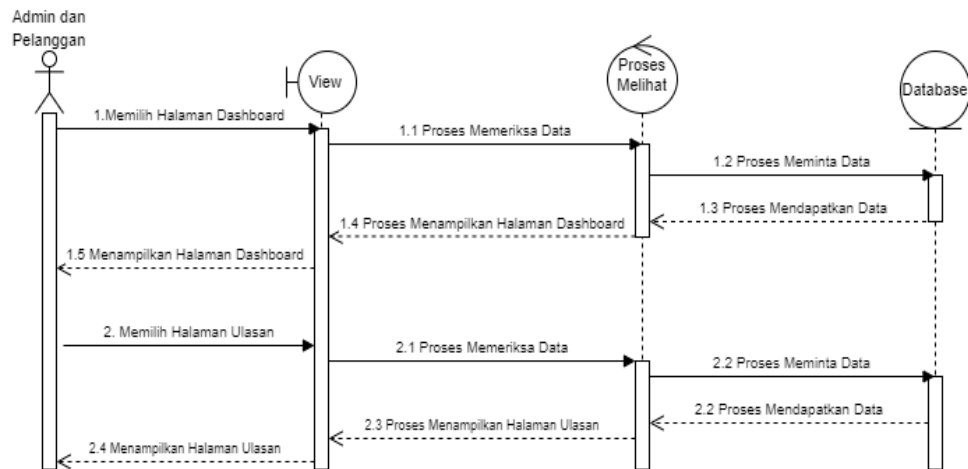 Admin dan
Pelanggan
View
Proses
Melihat
Database
1.Memilih Halaman Dashboard
1.1 Proses Memeriksa Data
1.2 Proses Meminta Data
1.3 Proses Mendapatkan Data
1.4 Proses Menampilkan Halaman Dashboard
1.5 Menampilkan Halaman Dashboard
2. Memilih Halaman Ulasan
2.1 Proses Memeriksa Data
2.2 Proses Meminta Data
2.2 Proses Mendapatkan Data
2.3 Proses Menampilkan Halaman Ulasan
2.4 Menampilkan Halaman Ulasan